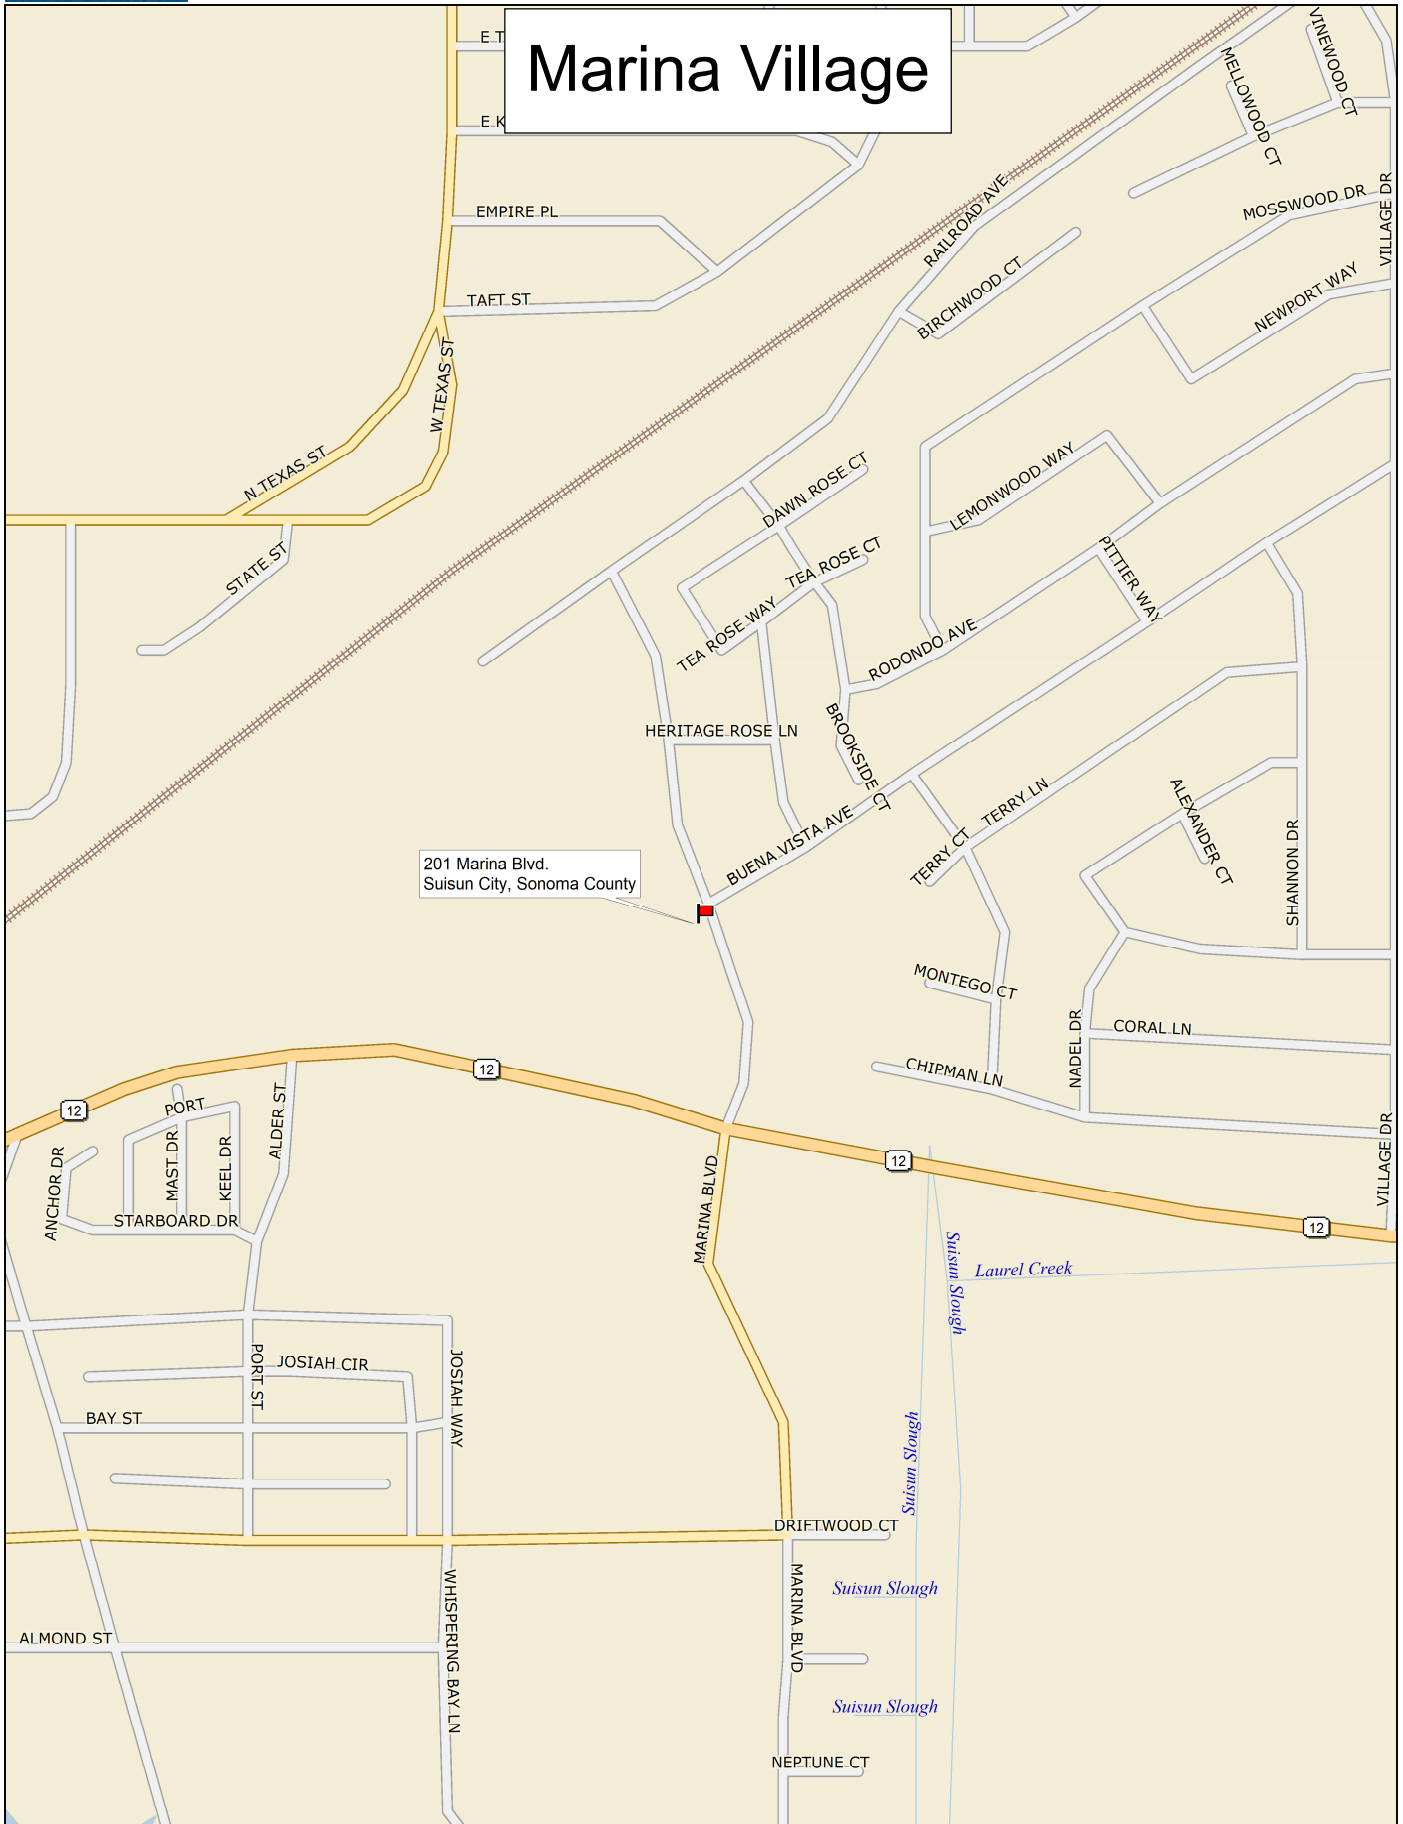 Marina Village
E T
E K
EMPIRE PL
TAFT ST
W TEXAS ST
N TEXAS ST
STATE ST
RAILROAD AVE
BIRCHWOOD CT
MELLOWOOD CT
VINEWOOD CT
MOSSWOOD DR
VILLAGE DR
NEWPORT WAY
DAWN ROSE CT
LEMONWOOD WAY
TEA ROSE CT
TEA ROSE WAY
PITTIER WAY
RODONDO AVE
HERITAGE ROSE LN
BROOKSIDE CT
BUENA VISTA AVE
TERRY LN
TERRY CT
ALEXANDER CT
SHANNON DR
201 Marina Blvd.
Suisun City, Sonoma County
MONTEGO CT
CORAL LN
NADEL DR
CHIPMAN LN
12
12
12
12
PORT
ALDER ST
MAST DR
KEEL DR
ANCHOR DR
STARBOARD DR
MARINA BLVD
VILLAGE DR
Suisun Slough
Laurel Creek
PORT ST
JOSIAH CIR
JOSIAH WAY
BAY ST
Suisun Slough
DRIFTWOOD CT
MARINA BLVD
Suisun Slough
WHISPERING BAY LN
ALMOND ST
Suisun Slough
NEPTUNE CT